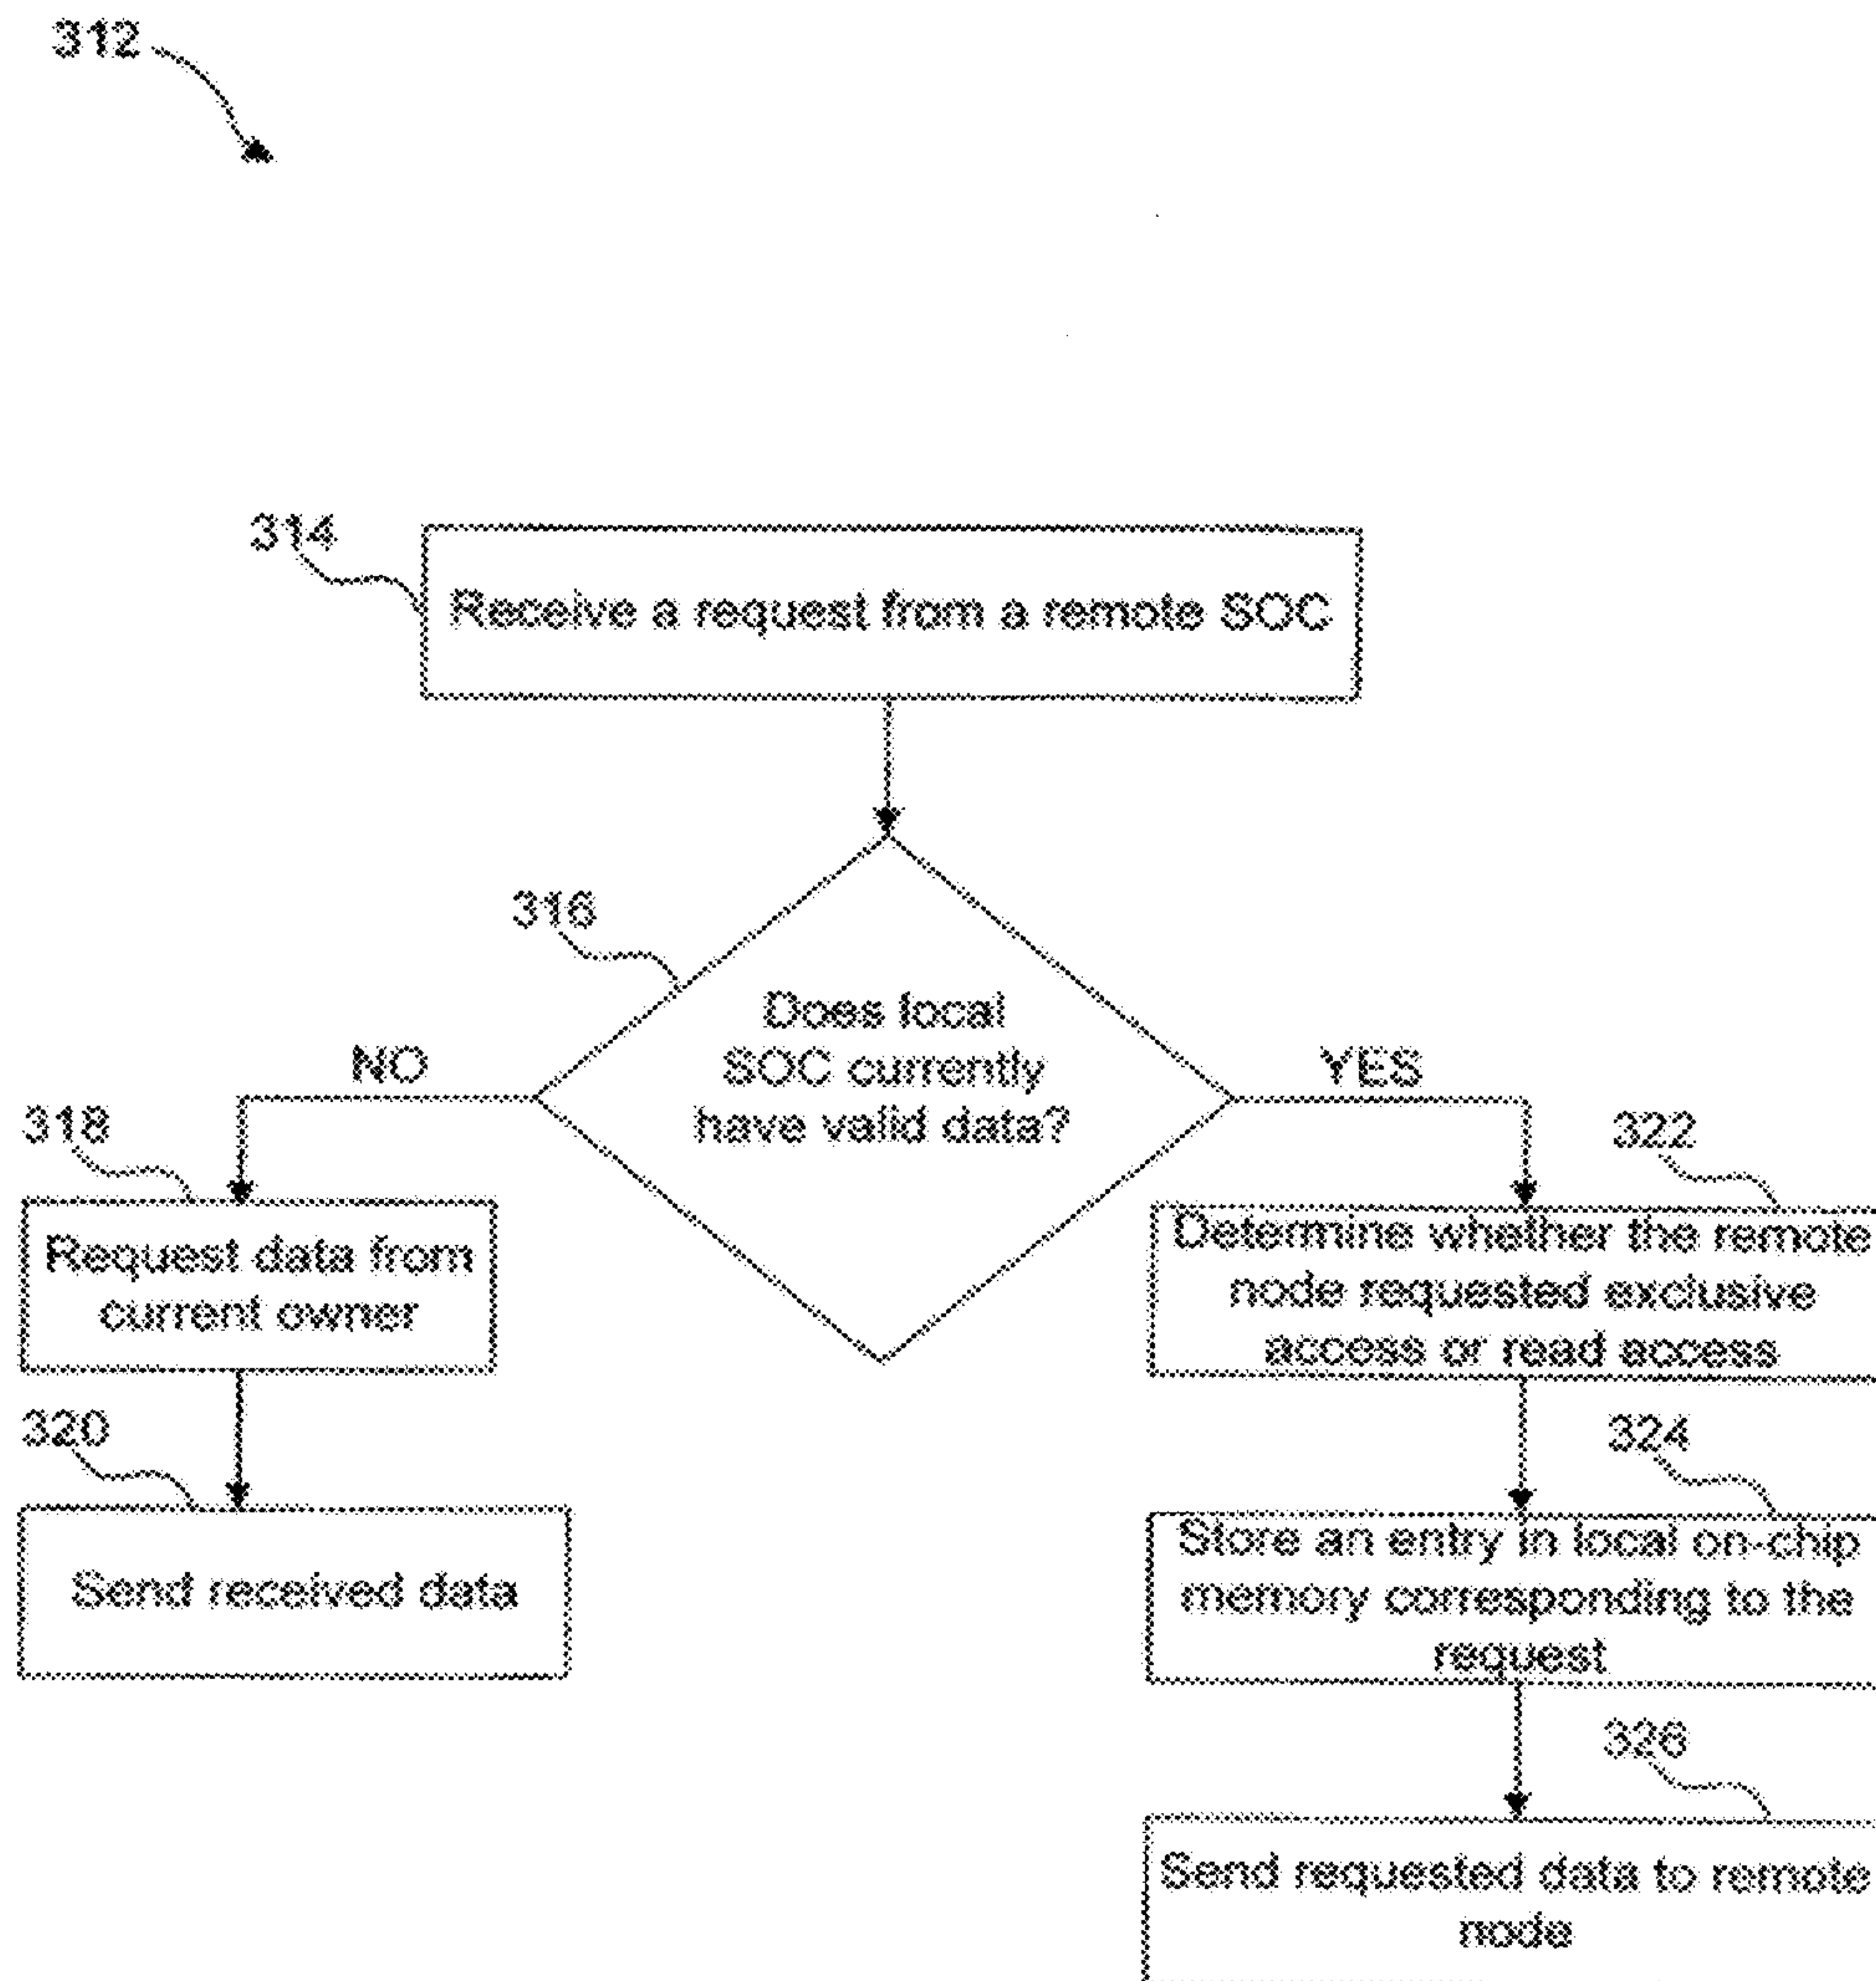 312
314
Receive a request from a remote SOC
316
Does local
SOC currently
have valid data?
NO
YES
318
Request data from
current owner
322
Determine whether the remote
node requested exclusive
access or read access
320
Send received data
324
Store an entry in local on-chip
memory corresponding to the
request
326
Send requested data to remote
node